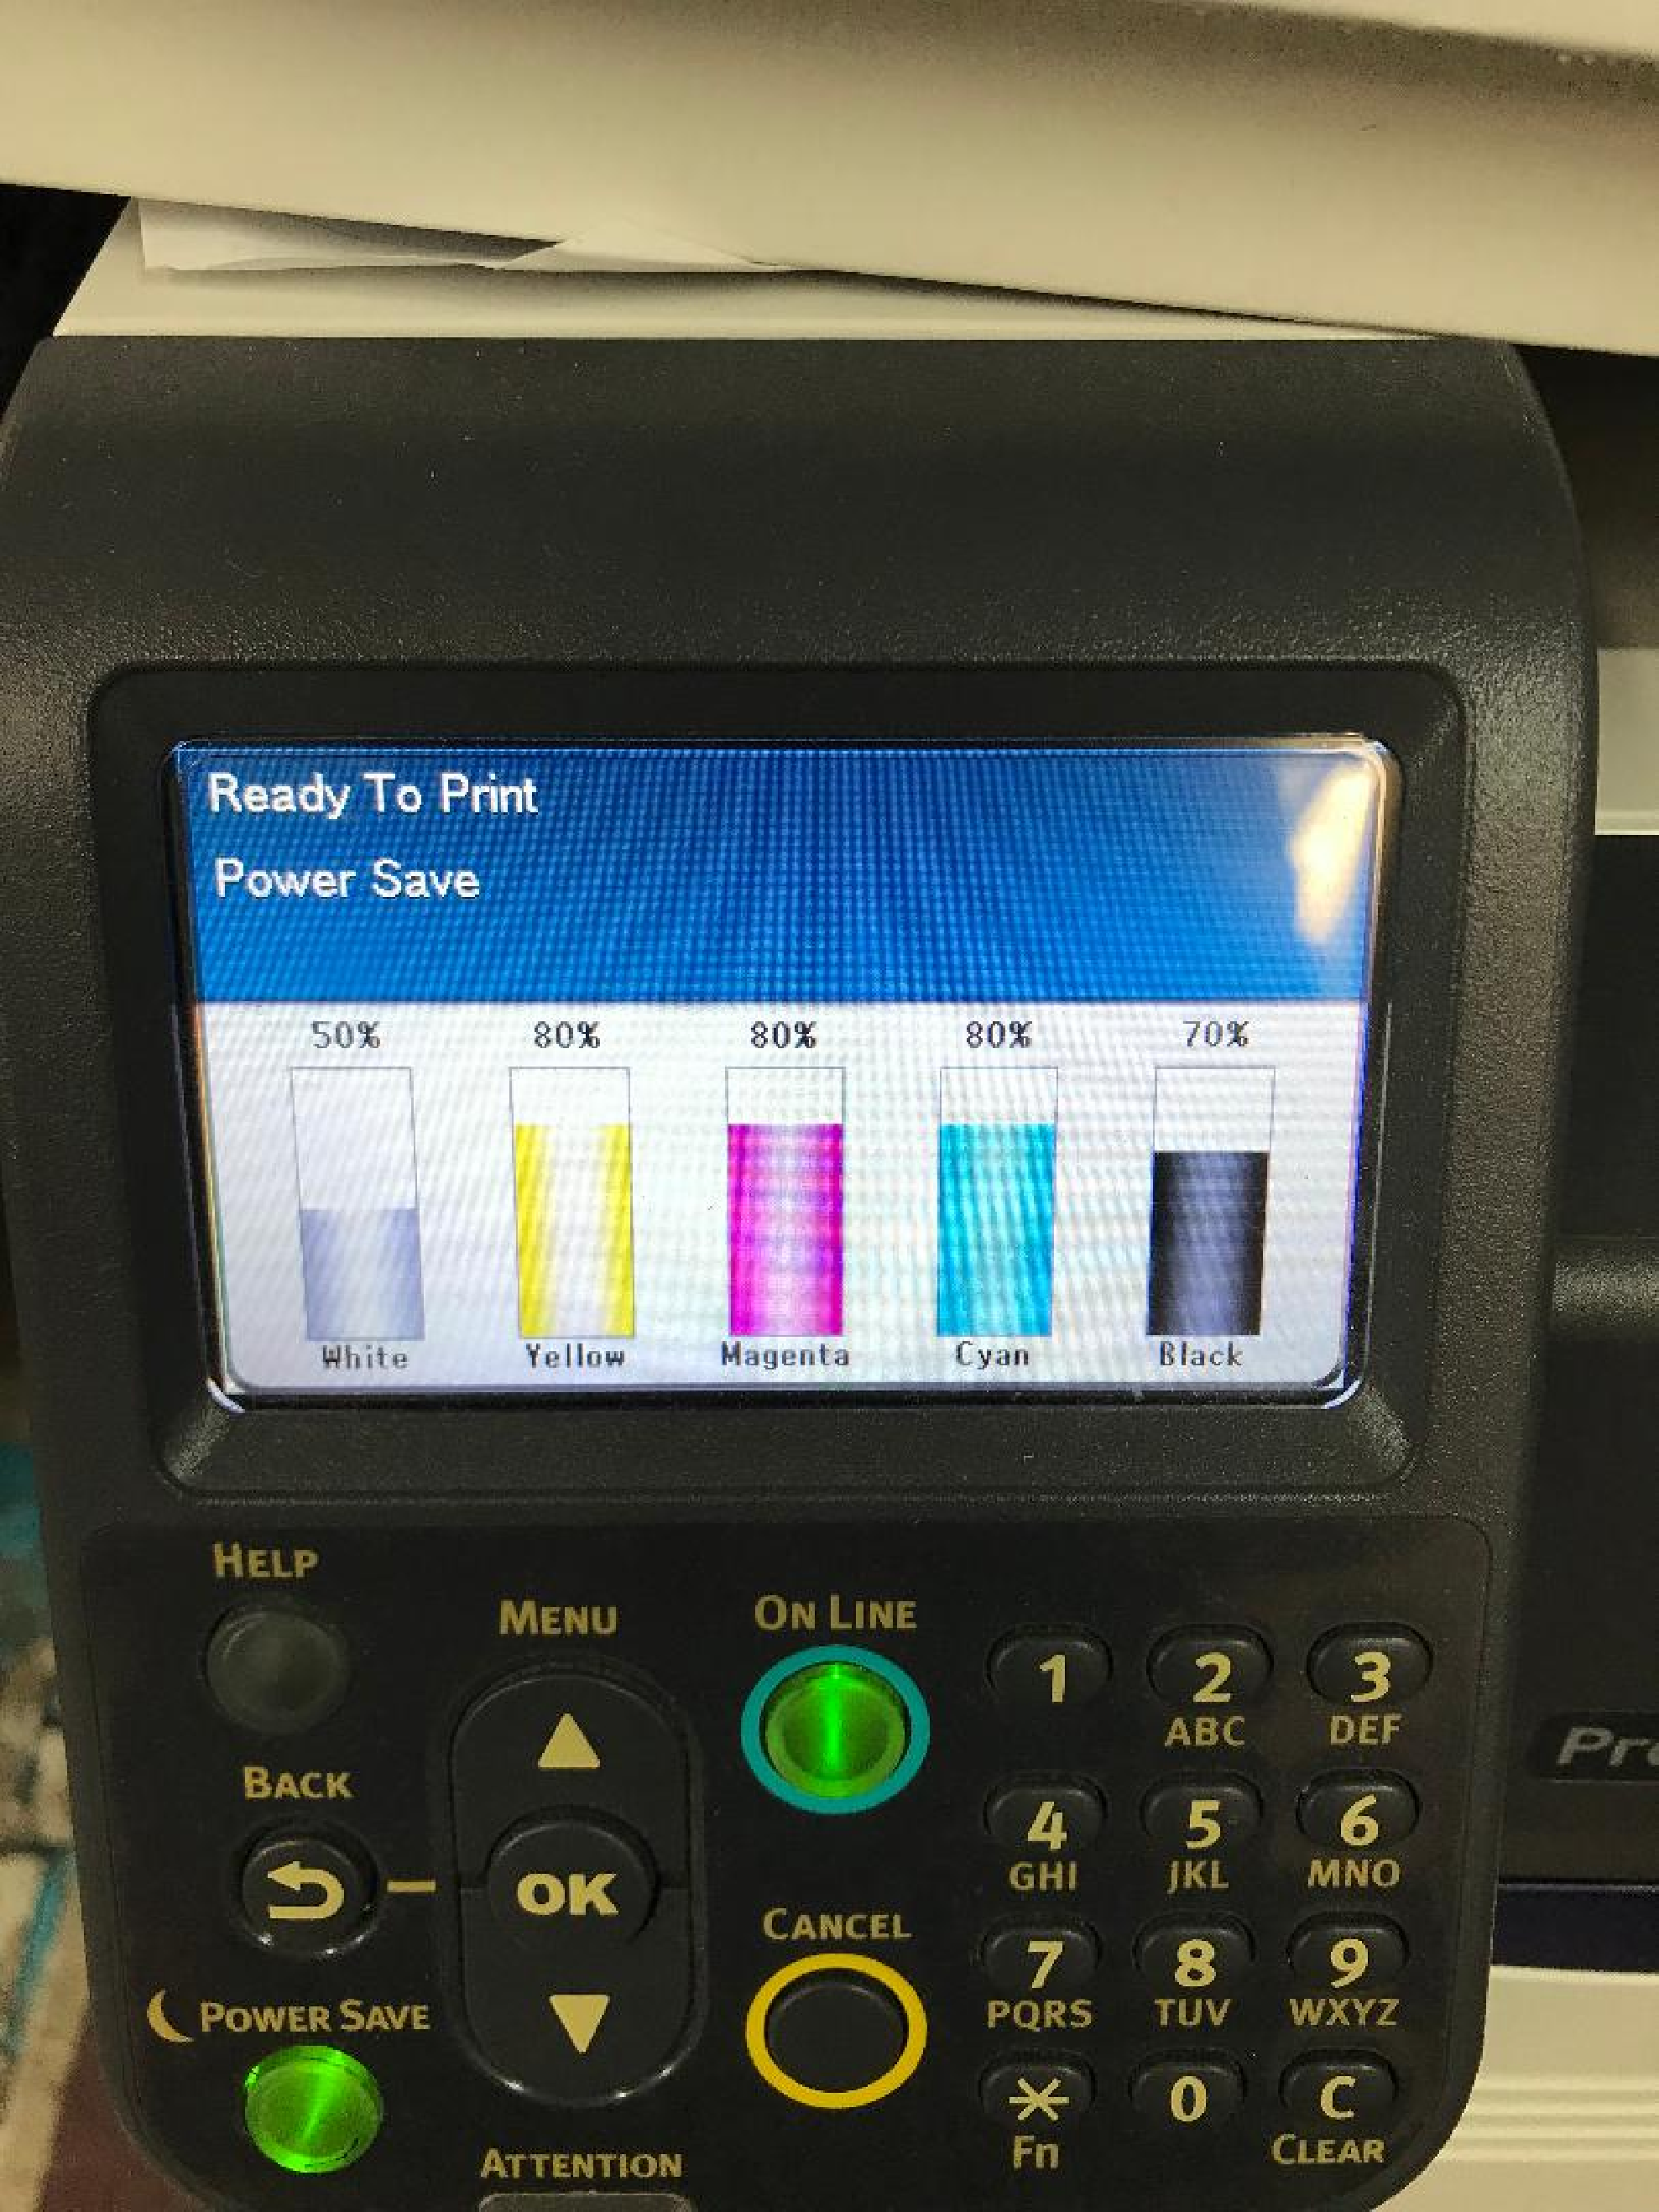 Ready To Print
Power Save
50% 80% 80% 80% 70%
White Yellow Magenta Cyan Black
HELP
MENU
ON LINE
1 2 3
ABC DEF
BACK
4 5 6
GHI JKL MNO
OK
CANCEL
7 8 9
PQRS TUV WXYZ
POWER SAVE
0 C
Fn CLEAR
ATTENTION